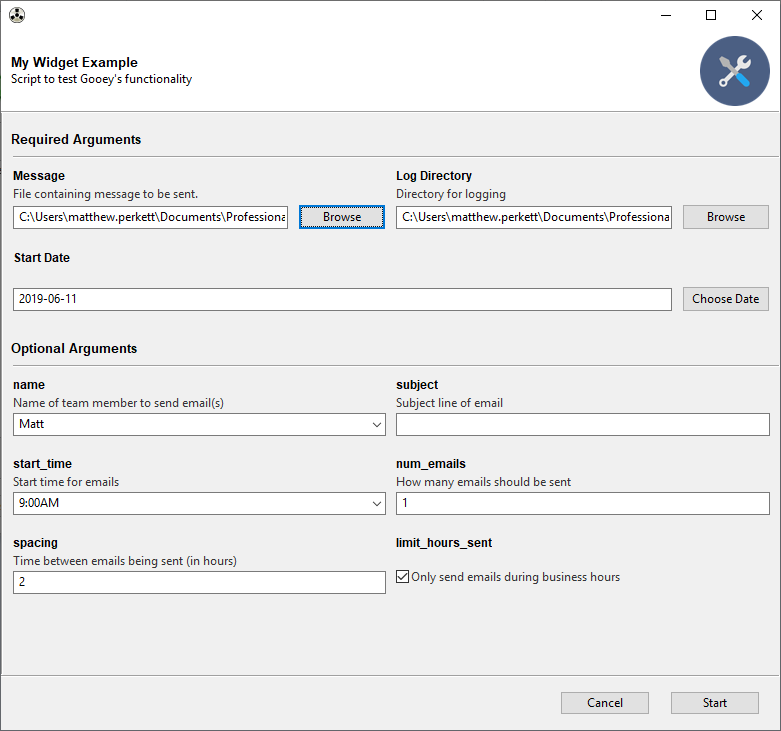 My Widget Example
Script to test Gooey's functionality
Required Arguments
Message
File containing message to be sent.
C:\Users\matthew.perkett\Documents\Professiona
Browse
Log Directory
Directory for logging
C:\Users\matthew.perkett\Documents\Professiona
Browse
Start Date
2019-06-11
Choose Date
Optional Arguments
name
Name of team member to send email(s)
Matt
subject
Subject line of email
start_time
Start time for emails
9:00AM
num_emails
How many emails should be sent
1
spacing
Time between emails being sent (in hours)
2
limit_hours_sent
Only send emails during business hours
Cancel
Start